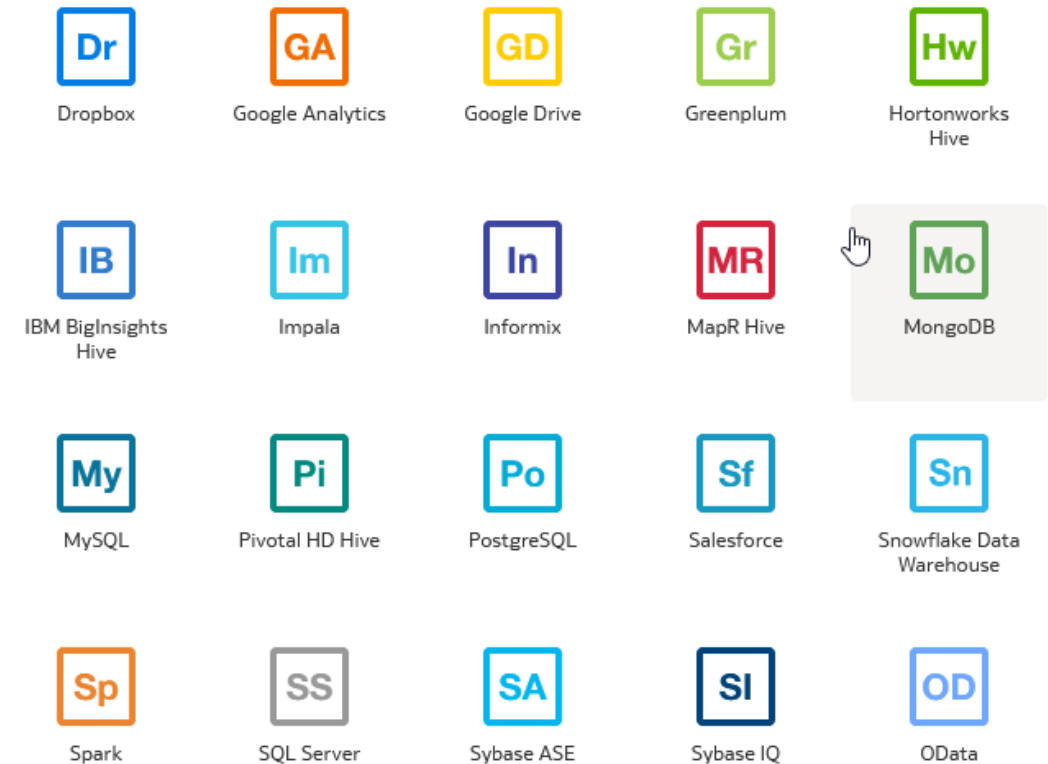 Dr
GA
GD
Gr
Hw
Dropbox
Google Analytics
Google Drive
Greenplum
Hortonworks
Hive
IB
Im
In
MR
Mo
IBM BigInsights
Hive
Impala
Informix
MapR Hive
MongoDB
My
Pi
Po
Sf
Sn
MySQL
Pivotal HD Hive
PostgreSQL
Salesforce
Snowflake Data
Warehouse
Sp
SS
SA
SI
OD
Spark
SQL Server
Sybase ASE
Sybase IQ
OData